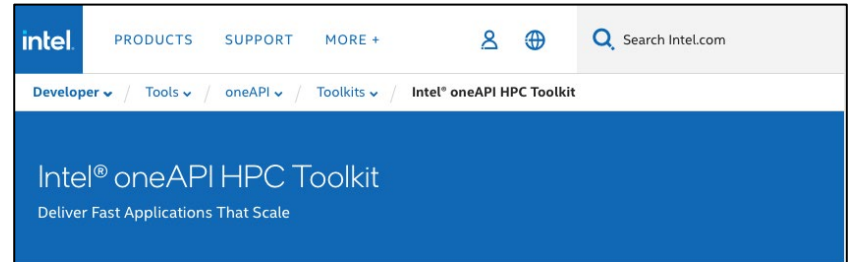 intel. PRODUCTS SUPPORT MORE + Search Intel.com
Developer / Tools / oneAPI / Toolkits / Intel® oneAPI HPC Toolkit
Intel® oneAPI HPC Toolkit
Deliver Fast Applications That Scale